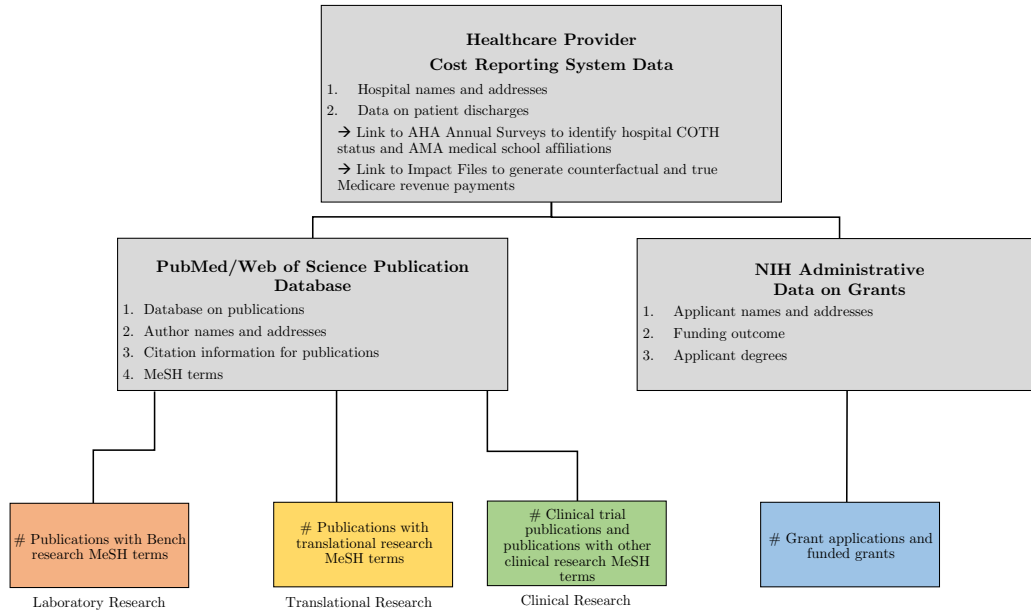 Healthcare Provider
Cost Reporting System Data
1. Hospital names and addresses
2. Data on patient discharges
→ Link to AHA Annual Surveys to identify hospital COTH
status and AMA medical school affiliations
→ Link to Impact Files to generate counterfactual and true
Medicare revenue payments
PubMed/Web of Science Publication
Database
1. Database on publications
2. Author names and addresses
3. Citation information for publications
4. MeSH terms
NIH Administrative
Data on Grants
1. Applicant names and addresses
2. Funding outcome
3. Applicant degrees
# Publications with Bench
research MeSH terms
# Publications with
translational research
MeSH terms
# Clinical trial
publications and
publications with other
clinical research MeSH
terms
# Grant applications and
funded grants
Laboratory Research
Translational Research
Clinical Research